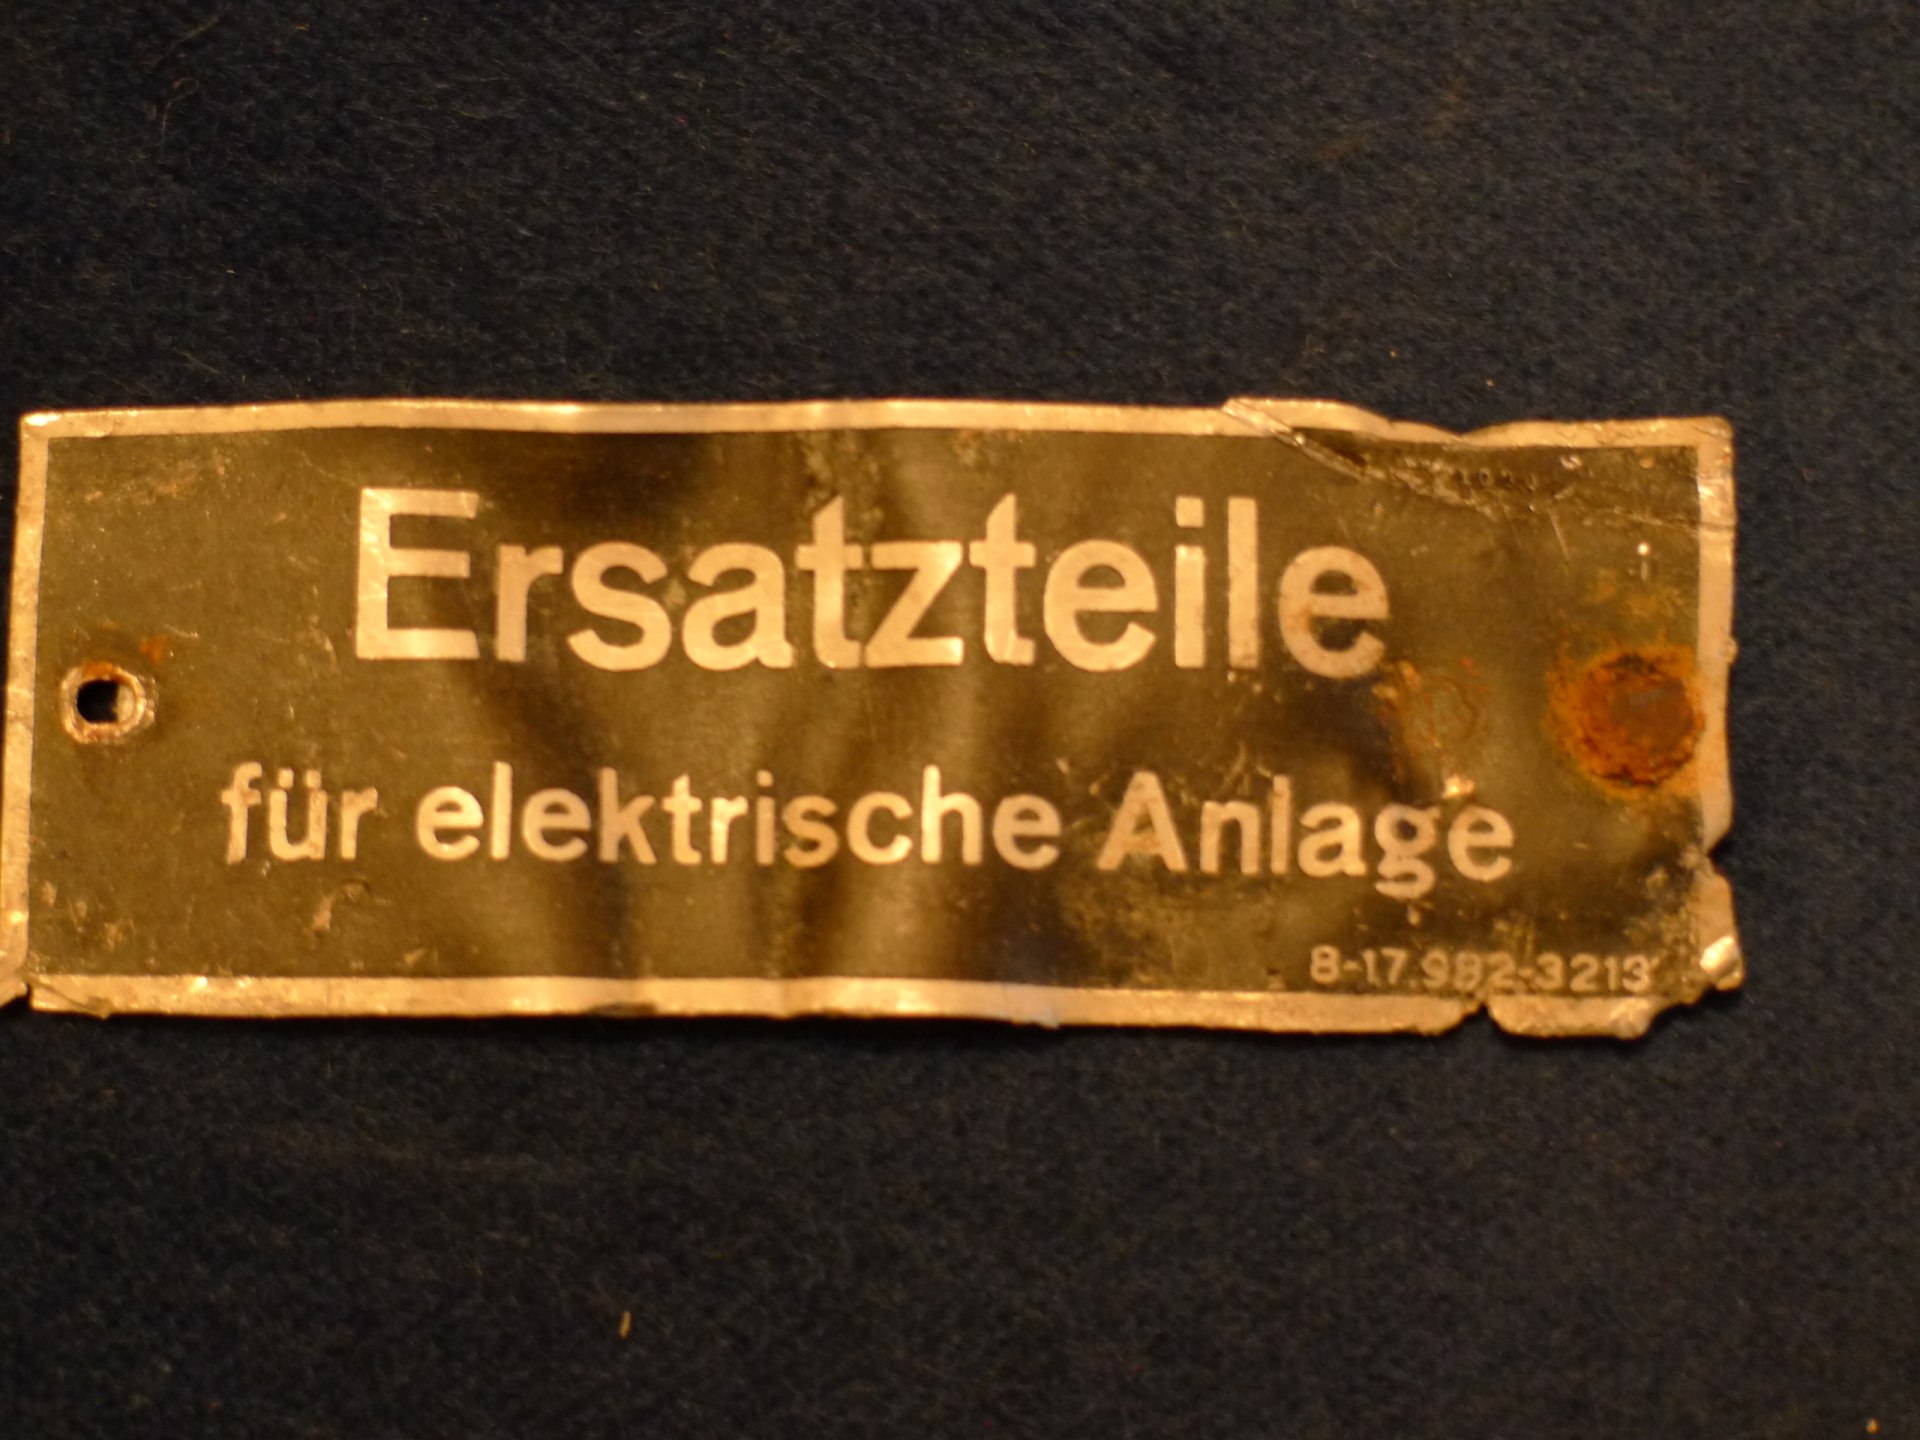 Ersatzteile
für elektrische Anlage
8-17.982-3213